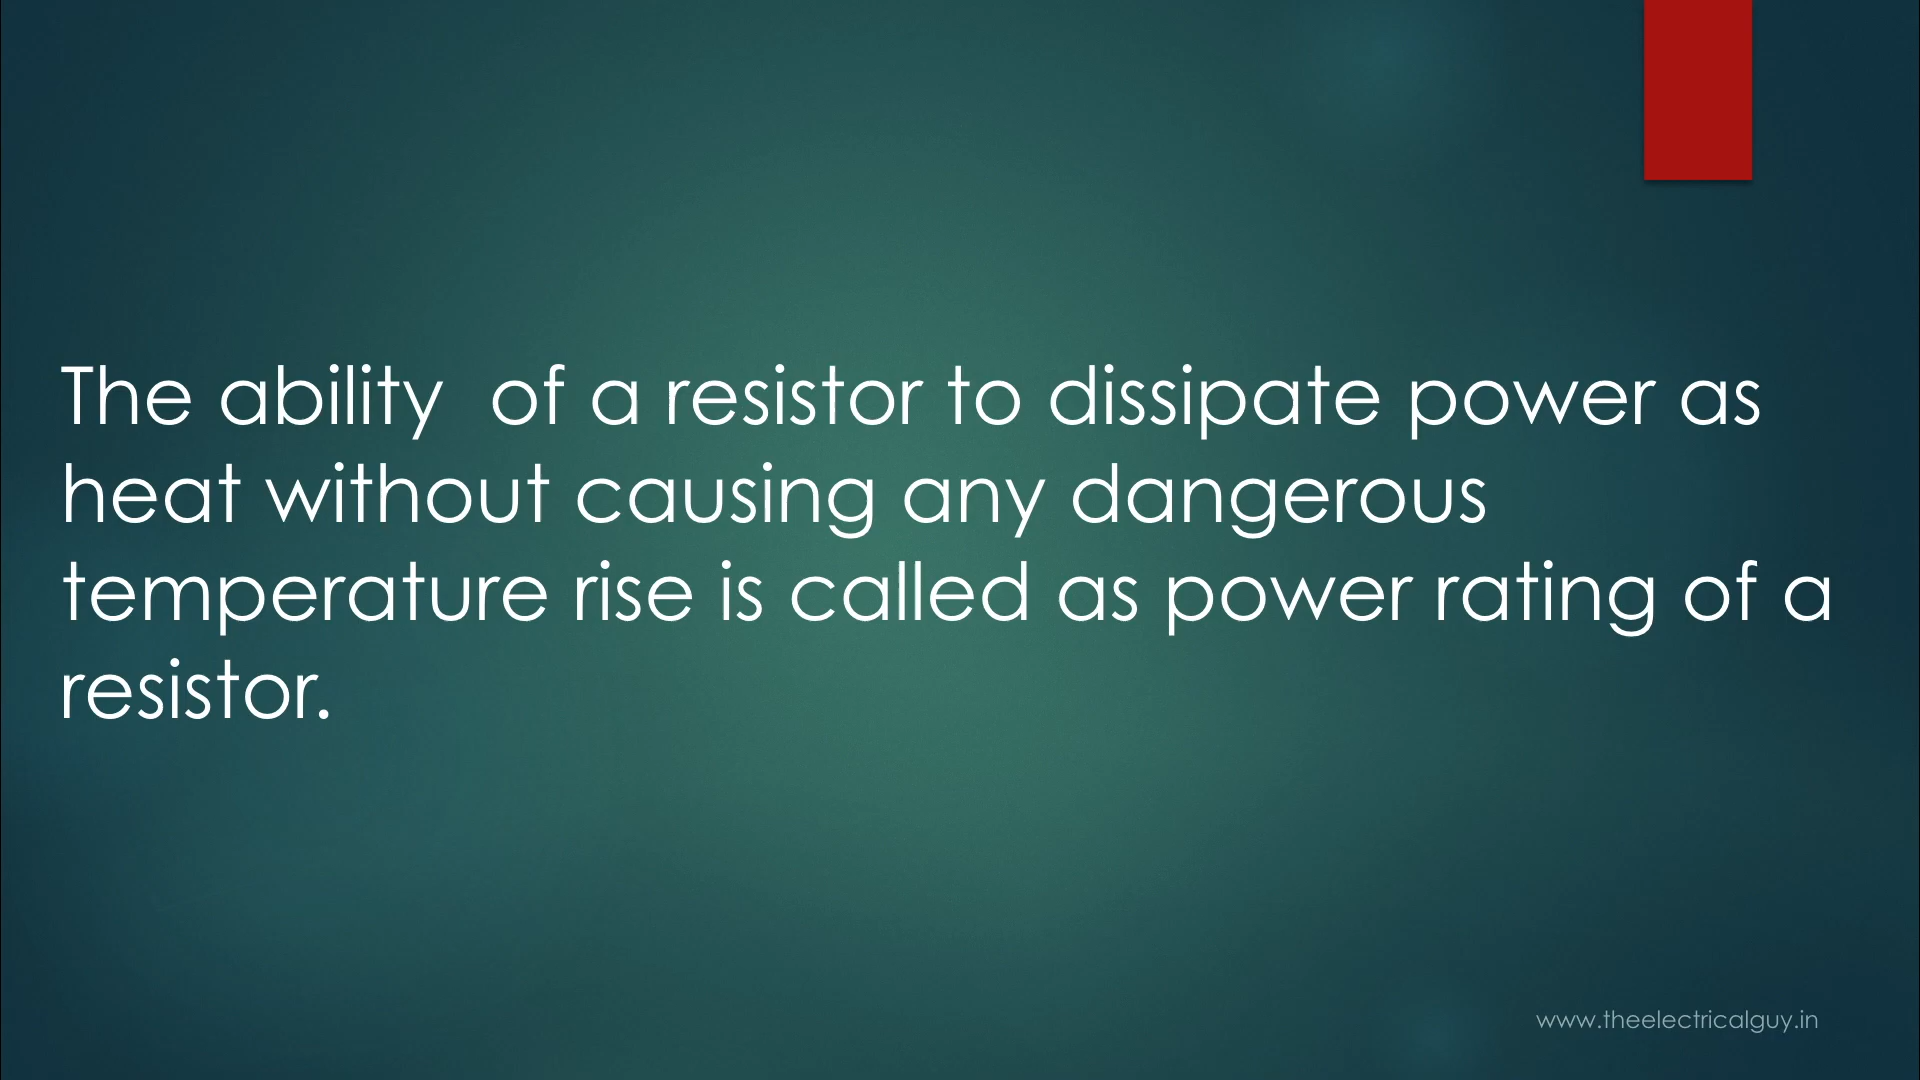 The ability  of a resistor to dissipate power as
heat without causing any dangerous
temperature rise is called as power rating of a
resistor.
www.theelectricalguy.in